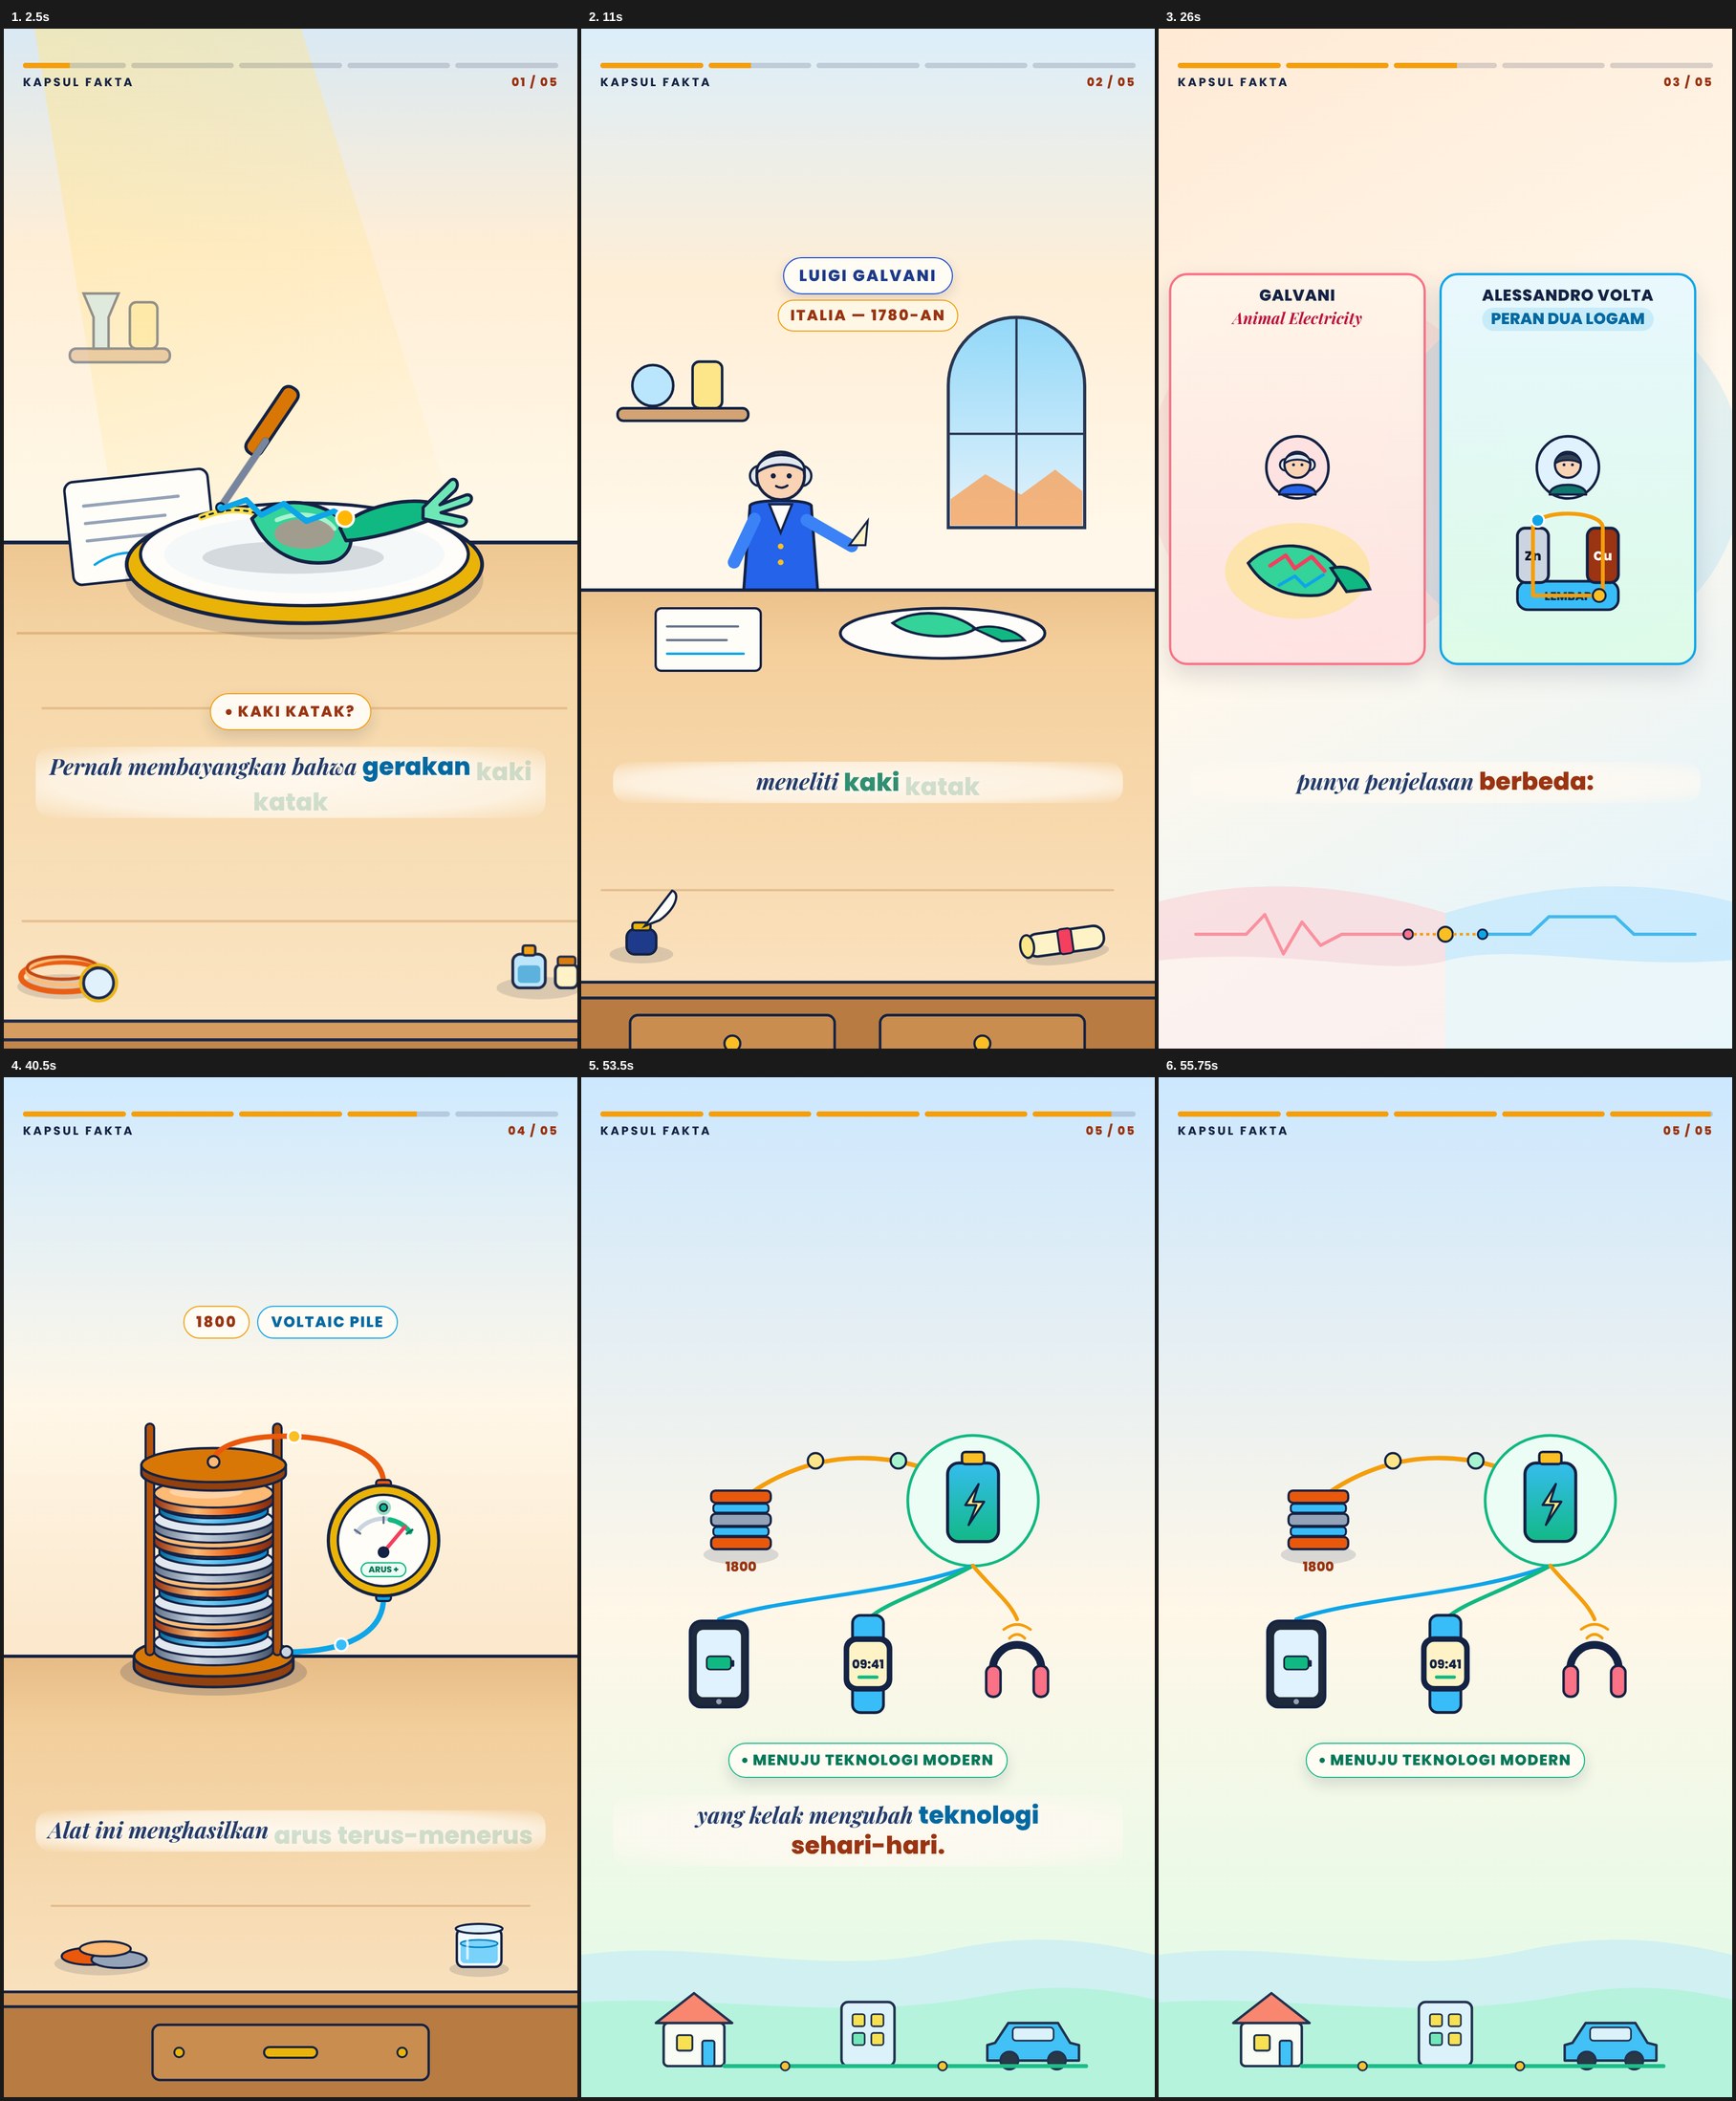 1. 2.5s
KAPSUL FAKTA
01 / 05
• KAKI KATAK?
Pernah membayangkan bahwa gerakan kaki
katak
2. 11s
KAPSUL FAKTA
02 / 05
LUIGI GALVANI
ITALIA — 1780-AN
meneliti kaki katak
3. 26s
KAPSUL FAKTA
03 / 05
GALVANI
Animal Electricity
ALESSANDRO VOLTA
PERAN DUA LOGAM
Zn
Cu
punya penjelasan berbeda:
4. 40.5s
KAPSUL FAKTA
04 / 05
1800
VOLTAIC PILE
ARUS +
Alat ini menghasilkan arus terus-menerus
5. 53.5s
KAPSUL FAKTA
05 / 05
1800
09:41
• MENUJU TEKNOLOGI MODERN
yang kelak mengubah teknologi
sehari-hari.
6. 55.75s
KAPSUL FAKTA
05 / 05
1800
09:41
• MENUJU TEKNOLOGI MODERN